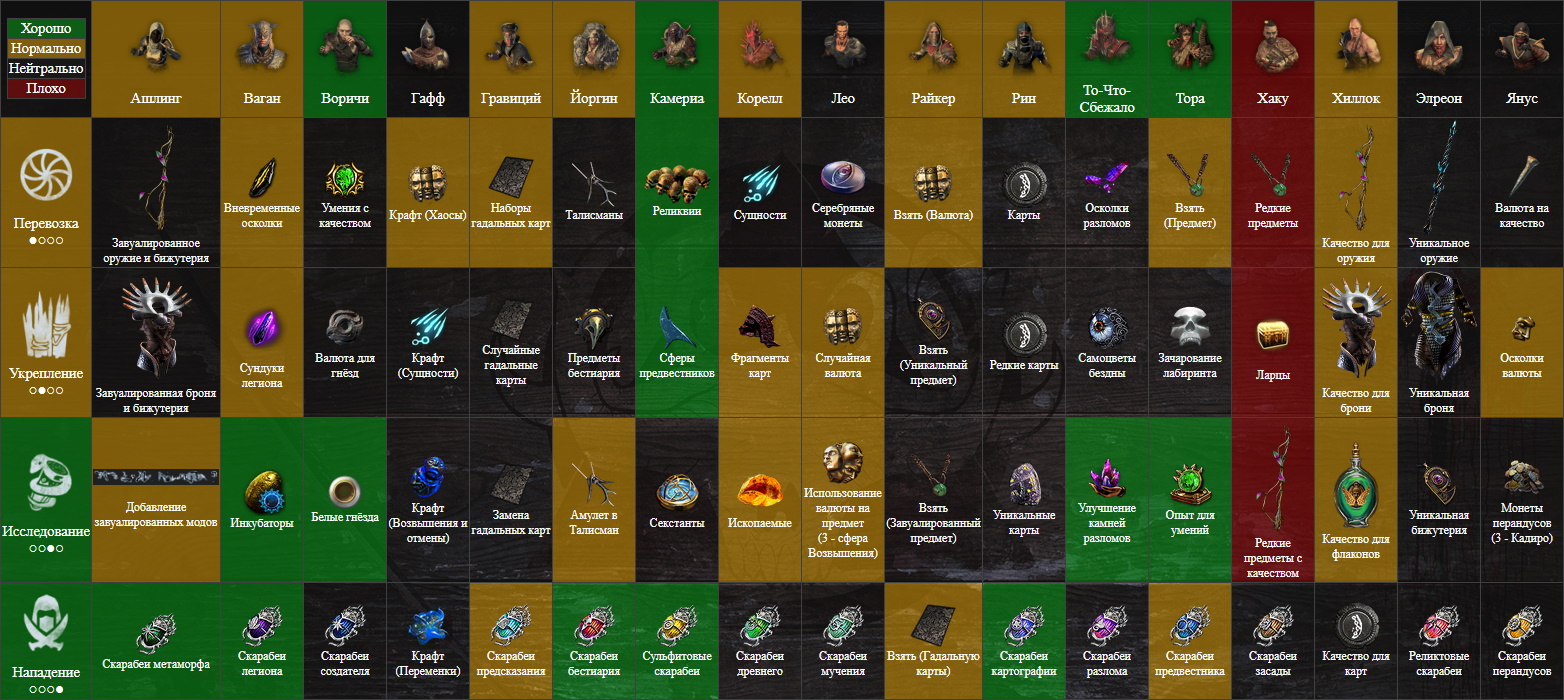 Хорошо
Нормально
Нейтрально
Плохо
Ашлинг
Ваган
Воричи
Гафф
Гравиций
Йоргин
Камериа
Корелл
Лео
Райкер
Рин
То-Что-
Сбежало
Тора
Хаку
Хиллок
Элреон
Янус
Перевозка
Завуалированное
оружие и бижутерия
Вневременные
осколки
Умения с
качеством
Крафт (Хаосы)
Наборы
гадальных карт
Талисманы
Реликвии
Сущности
Серебряные
монеты
Взять (Валюта)
Карты
Осколки
разломов
Взять
(Предмет)
Редкие
предметы
Качество для
оружия
Уникальное
оружие
Валюта на
качество
Укрепление
Завуалированная броня
и бижутерия
Сундуки
легиона
Валюта для
гнёзд
Крафт
(Сущности)
Случайные
гадальные
карты
Предметы
бестиария
Сферы
предвестников
Фрагменты
карт
Случайная
валюта
Взять
(Уникальный
предмет)
Редкие карты
Самоцветы
бездны
Зачарование
лабиринта
Ларцы
Качество для
брони
Уникальная
броня
Осколки
валюты
Исследование
Добавление
завуалированных модов
Инкубаторы
Белые гнёзда
Крафт
(Возвышения и
отмены)
Замена
гадальных карт
Амулет в
Талисман
Секстанты
Ископаемые
Использование
валюты на
предмет
(3 - сфера
Возвышения)
Взять
(Завуалированный
предмет)
Уникальные
карты
Улучшение
камней
разломов
Опыт для
умений
Редкие
предметы с
качеством
Качество для
флаконов
Уникальная
бижутерия
Монеты
перандусов
(3 - Кадиро)
Нападение
Скарабеи метаморфа
Скарабеи
легиона
Скарабеи
создателя
Крафт
(Переменки)
Скарабеи
предсказания
Скарабеи
бестиария
Сульфитовые
скарабеи
Скарабеи
древнего
Скарабеи
мучения
Взять (Гадальную
карты)
Скарабеи
картографии
Скарабеи
разлома
Скарабеи
предвестника
Скарабеи
засады
Качество для
карт
Реликтовые
скарабеи
Скарабеи
перандусов